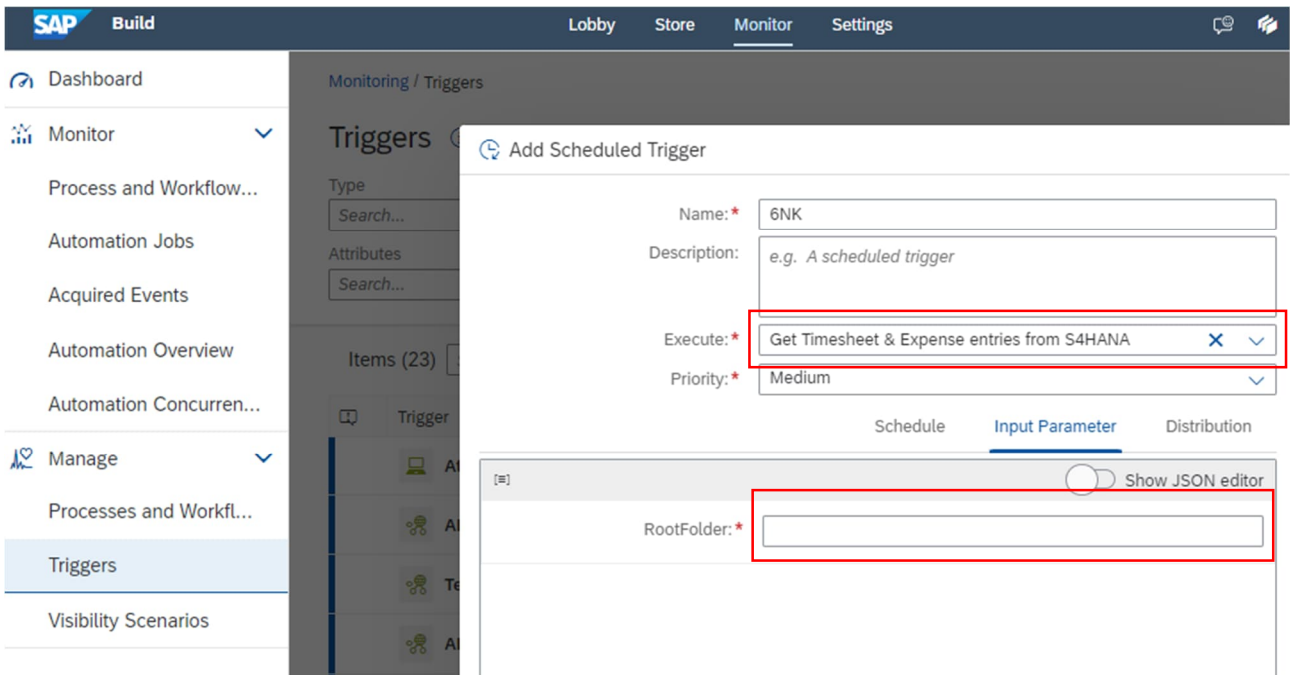 SAP Build Lobby Store Monitor Settings
Dashboard
Monitor
Process and Workflow...
Automation Jobs
Acquired Events
Automation Overview
Automation Concurren...
Manage
Processes and Workfl...
Triggers
Visibility Scenarios
Monitoring / Triggers
Triggers
Type
Search...
Attributes
Search...
Items (23)
Trigger
Al
Te
Al
Add Scheduled Trigger
Name:* 6NK
Description: e.g. A scheduled trigger
Execute:* Get Timesheet & Expense entries from S4HANA
Priority:* Medium
Schedule Input Parameter Distribution
Show JSON editor
RootFolder:*